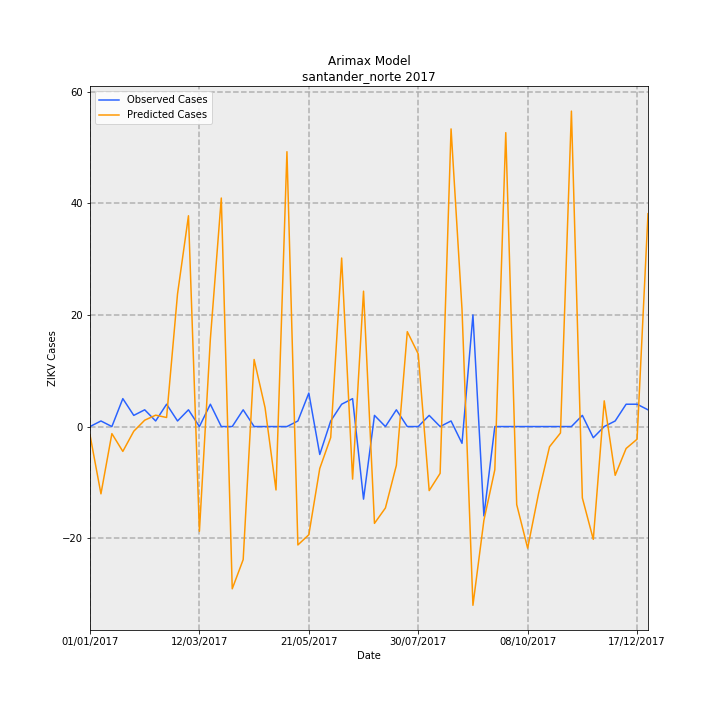 Arimax Model
santander_norte 2017
Observed Cases
Predicted Cases
60
40
20
0
−20
ZIKV Cases
01/01/2017
12/03/2017
21/05/2017
30/07/2017
08/10/2017
17/12/2017
Date